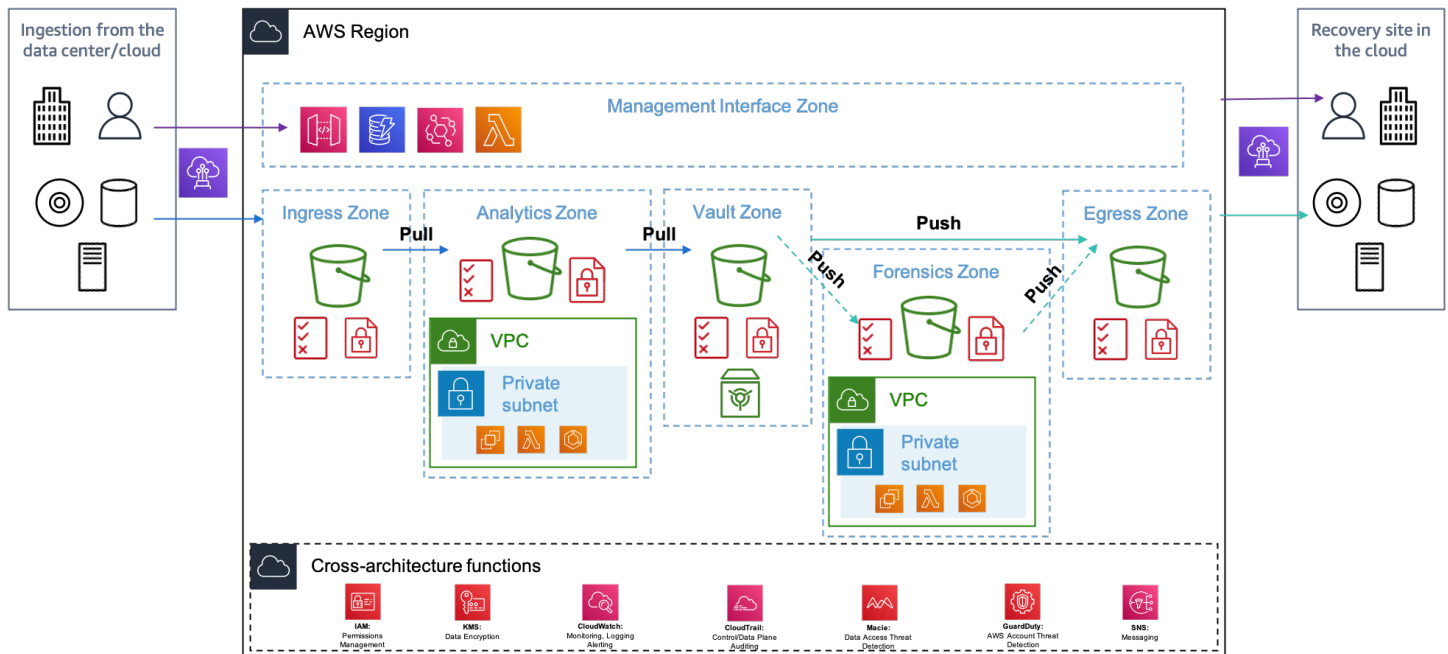 Ingestion from the
data center/cloud
AWS Region
Recovery site in
the cloud
Management Interface Zone
Ingress Zone
Analytics Zone
Vault Zone
Egress Zone
Pull
Pull
Push
Push
Forensics Zone
Push
VPC
Private
subnet
VPC
Private
subnet
Cross-architecture functions
IAM:
Permissions
Management
KMS:
Data Encryption
CloudWatch:
Monitoring, Logging
Alerting
CloudTrail:
Control/Data Plane
Auditing
Macie:
Data Access Threat
Detection
GuardDuty:
AWS Account Threat
Detection
SNS:
Messaging